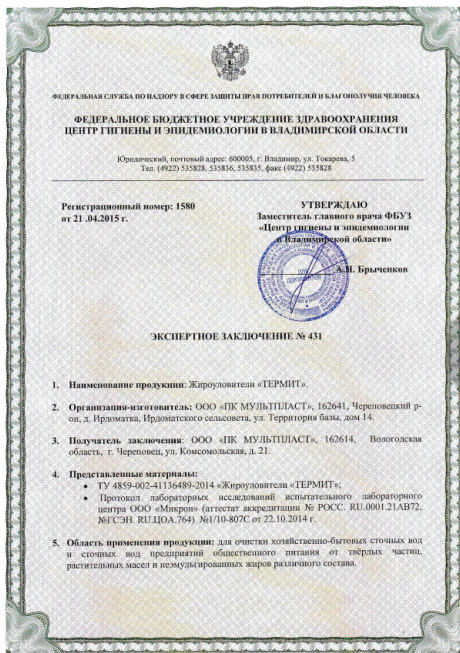 ФЕДЕРАЛЬНАЯ СЛУЖБА ПО НАДЗОРУ В СФЕРЕ ЗАЩИТЫ ПРАВ ПОТРЕБИТЕЛЕЙ И БЛАГОПОЛУЧИЯ ЧЕЛОВЕКА
ФЕДЕРАЛЬНОЕ БЮДЖЕТНОЕ УЧРЕЖДЕНИЕ ЗДРАВООХРАНЕНИЯ
ЦЕНТР ГИГИЕНЫ И ЭПИДЕМИОЛОГИИ В ВЛАДИМИРСКОЙ ОБЛАСТИ
Юридический, почтовый адрес: 600005, г. Владимир, ул. Токарева, 5
Тел. (4922) 535828, 535836, 535835, факс (4922) 535828
Регистрационный номер: 1580
от 21 .04.2015 г.
УТВЕРЖДАЮ
Заместитель главного врача ФБУЗ
«Центр гигиены и эпидемиологии
в Владимирской области»
А.Н. Брыченков
ДЛЯ
ДОКУМЕНТОВ
ЭКСПЕРТНОЕ ЗАКЛЮЧЕНИЕ № 431
1. Наименование продукции: Жироуловители «ТЕРМИТ».
2. Организация-изготовитель: ООО «ПК МУЛЬТПЛАСТ», 162641, Череповецкий р-
он, д. Ирдоматка, Ирдоматского сельсовета, ул. Территория базы, дом 14.
3. Получатель заключения: ООО «ПК МУЛЬТПЛАСТ», 162614, Вологодская
область, г. Череповец, ул. Комсомольская, д. 21.
4. Представленные материалы:
• ТУ 4859-002-41136489-2014 «Жироуловители «ТЕРМИТ»;
• Протокол лабораторных исследований испытательного лабораторного
центра ООО «Микрон» (аттестат аккредитации № РОСС. RU.0001.21АВ72,
№ГСЭН. RU.ЦОА.764) №1/10-807С от 22.10.2014 г.
5. Область применения продукции: для очистки хозяйственно-бытовых сточных вод
и сточных вод предприятий общественного питания от твёрдых частиц,
растительных масел и неэмульгированных жиров различного состава.